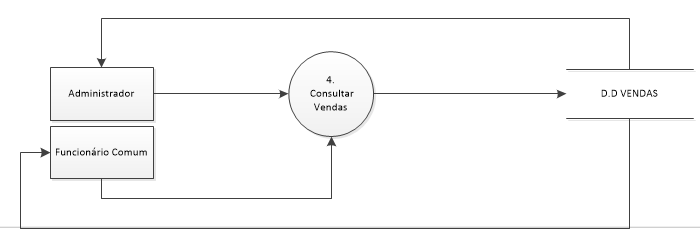 Administrador
4.
Consultar
Vendas
D.D VENDAS
Funcionário Comum